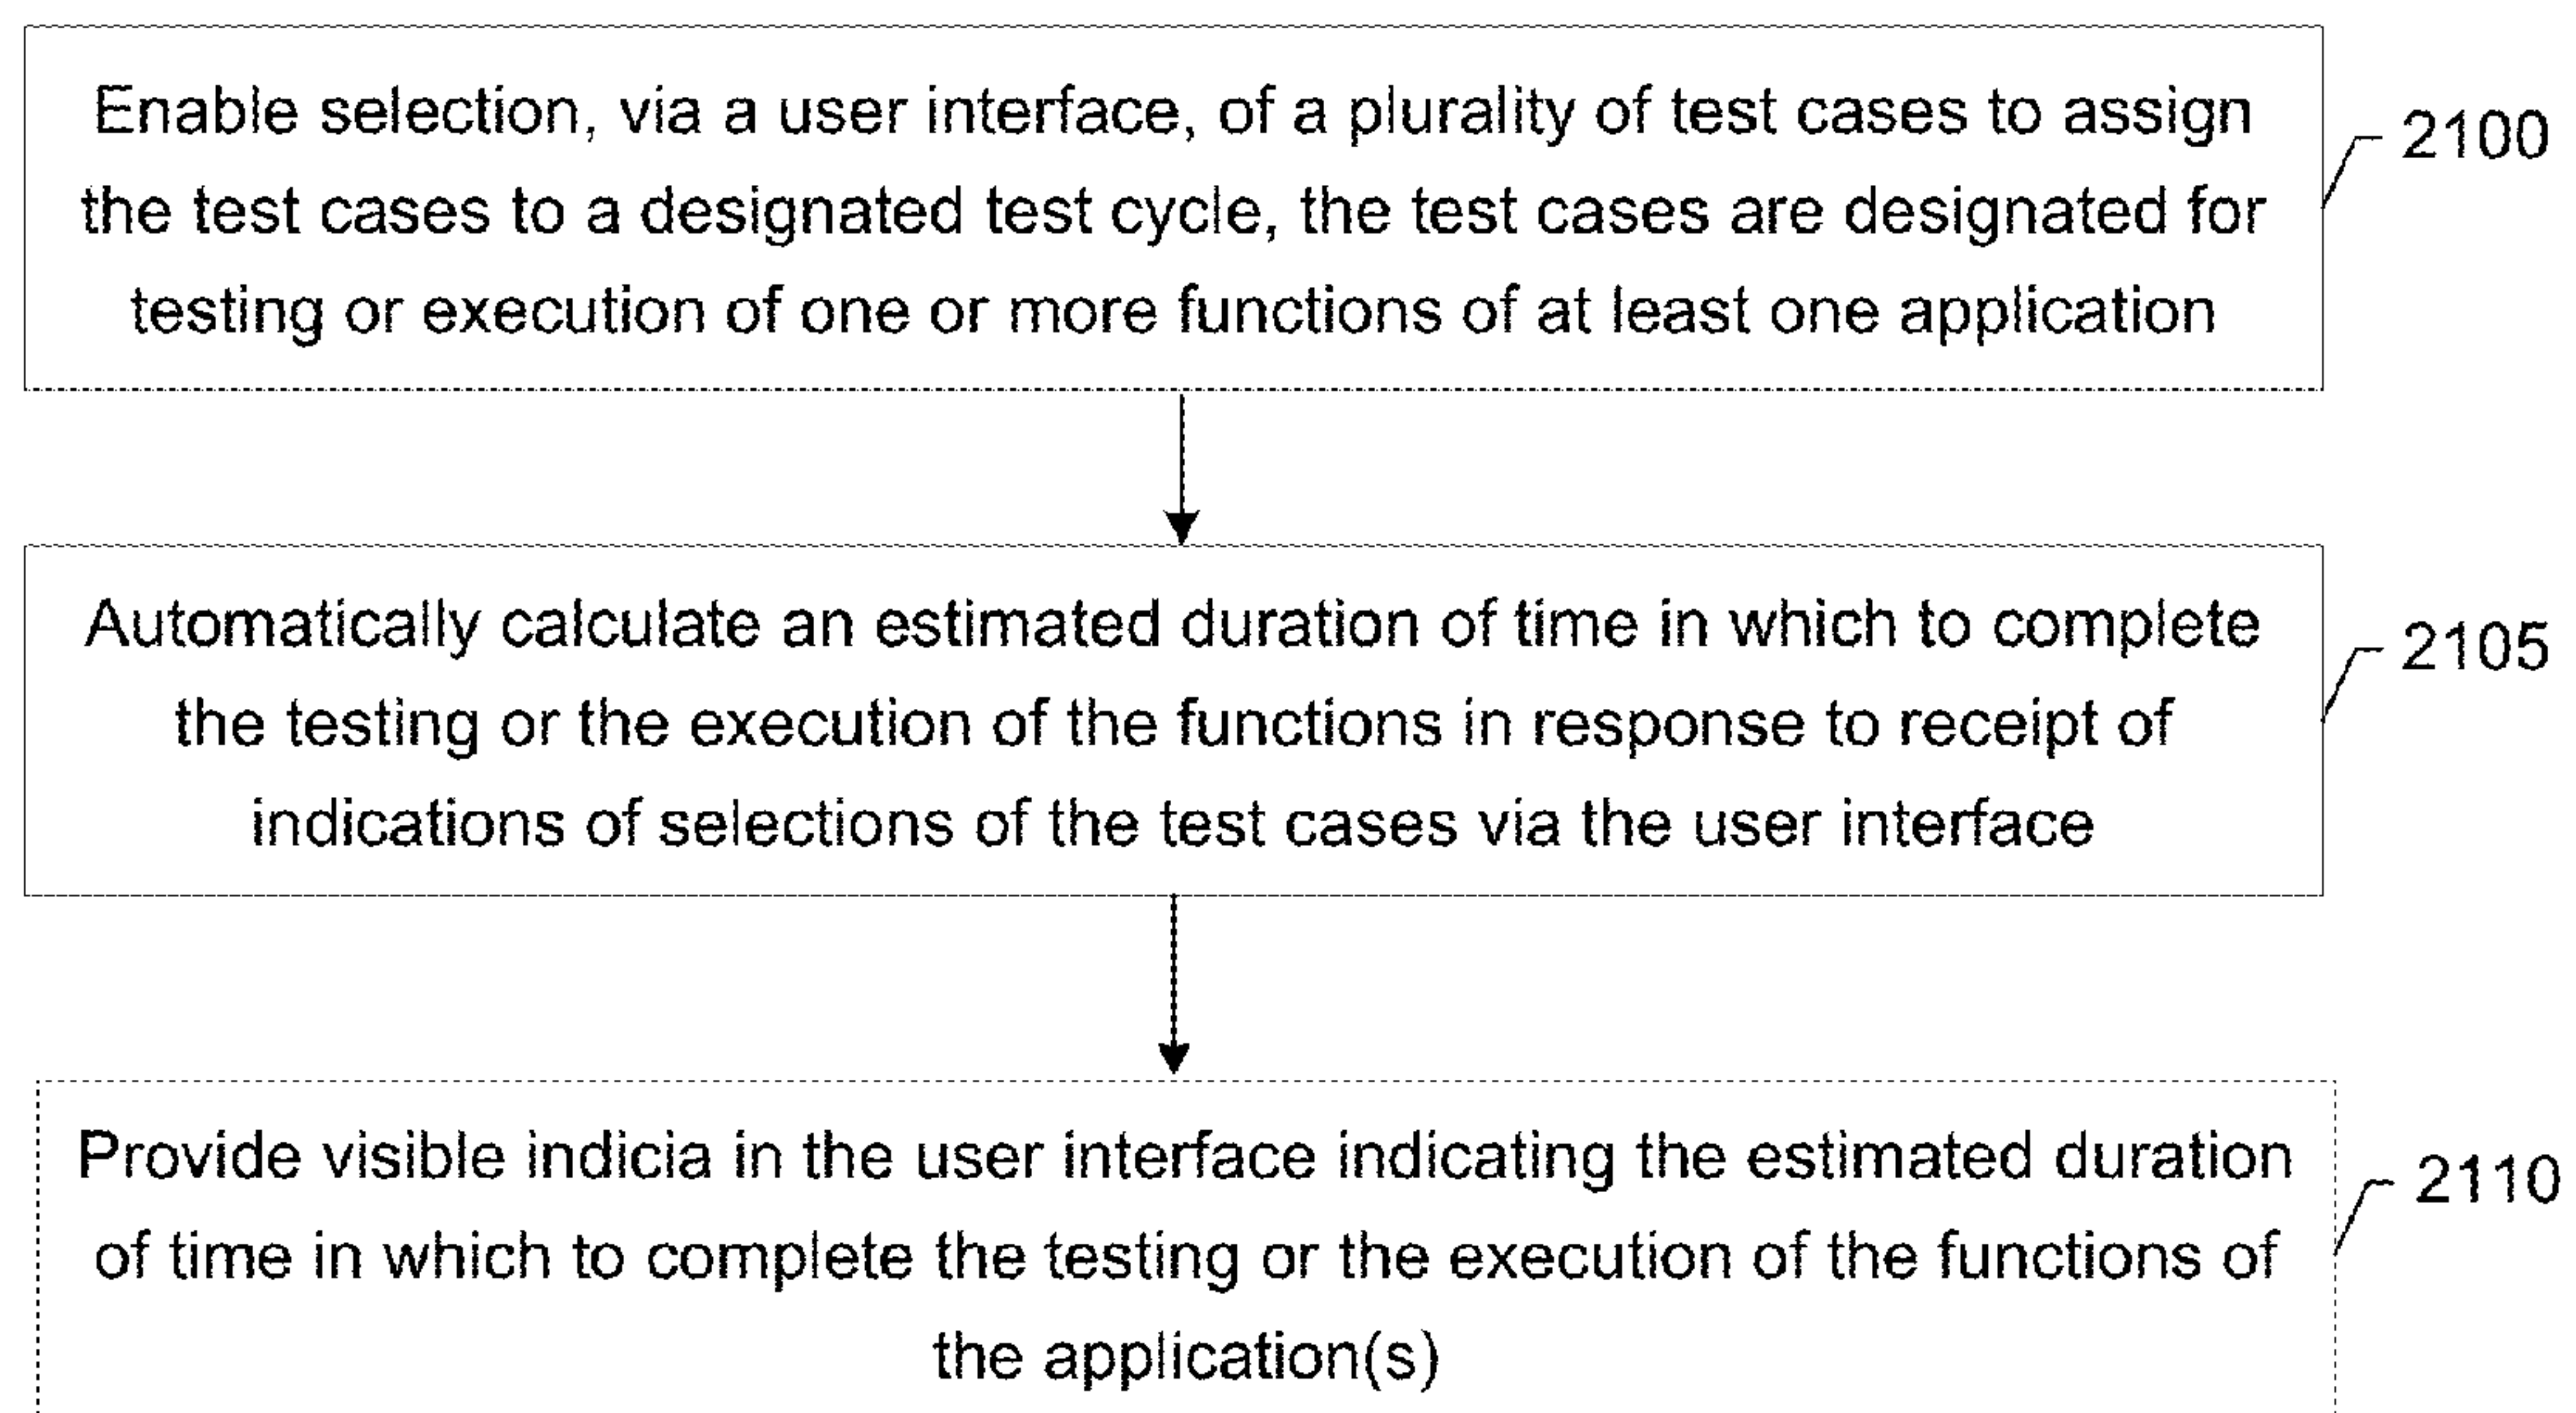 Enable selection, via a user interface, of a plurality of test cases to assign
the test cases to a designated test cycle, the test cases are designated for
testing or execution of one or more functions of at least one application
2100
Automatically calculate an estimated duration of time in which to complete
the testing or the execution of the functions in response to receipt of
indications of selections of the test cases via the user interface
2105
Provide visible indicia in the user interface indicating the estimated duration
of time in which to complete the testing or the execution of the functions of
the application(s)
2110